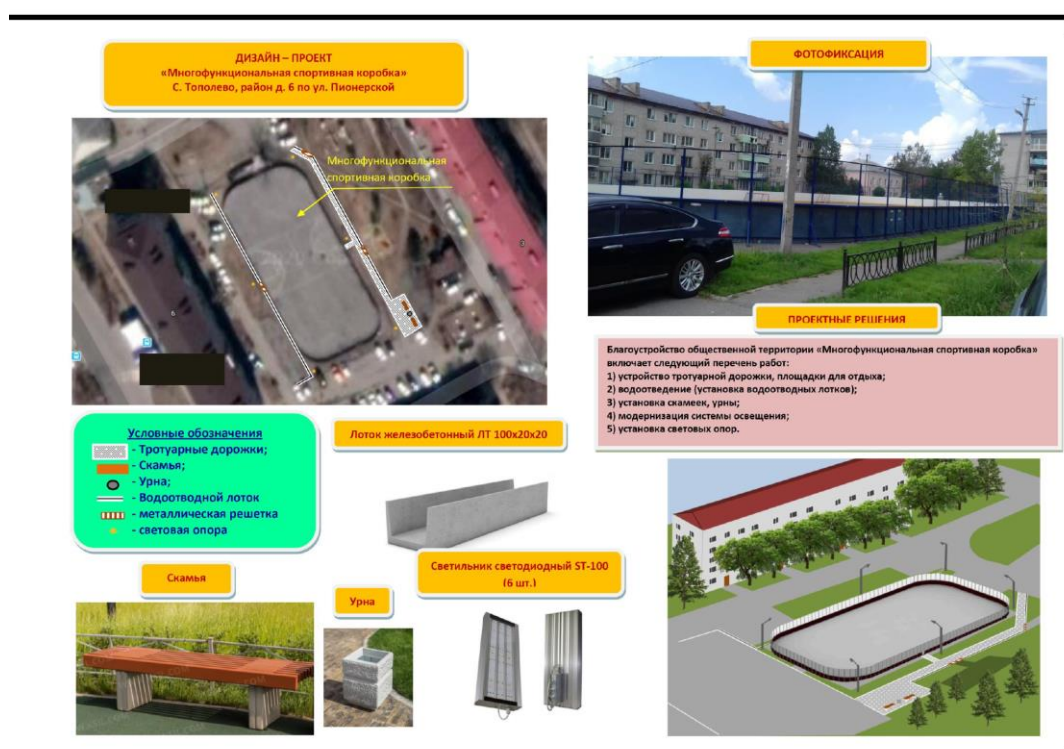 ДИЗАЙН – ПРОЕКТ
«Многофункциональная спортивная коробка»
С. Тополево, район д. 6 по ул. Пионерской
Многофункциональная
спортивная коробка
ФОТОФИКСАЦИЯ
ПРОЕКТНЫЕ РЕШЕНИЯ
Благоустройство общественной территории «Многофункциональная спортивная коробка»
включает следующий перечень работ:
1) устройство тротуарной дорожки, площадки для отдыха;
2) водоотведение (установка водоотводных лотков);
3) установка скамеек, урны;
4) модернизация системы освещения;
5) установка световых опор.
Условные обозначения
- Тротуарные дорожки;
- Скамья;
- Урна;
- Водоотводной лоток
- металлическая решетка
- световая опора
Лоток железобетонный ЛТ 100х20х20
Скамья
Урна
Светильник светодиодный ST-100
(6 шт.)